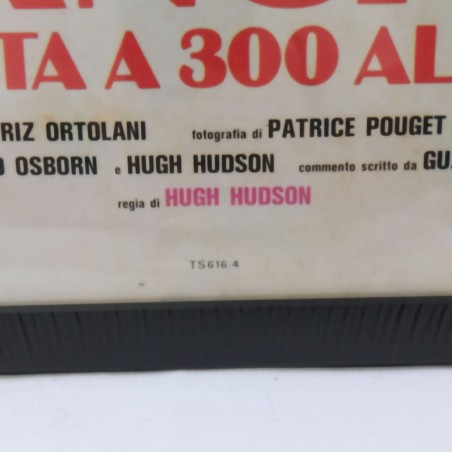 TA A 300 AL
RIZ ORTOLANI fotografia di PATRICE POUGET
OSBORN e HUGH HUDSON commento scritto da GU
regia di HUGH HUDSON
TS616 4